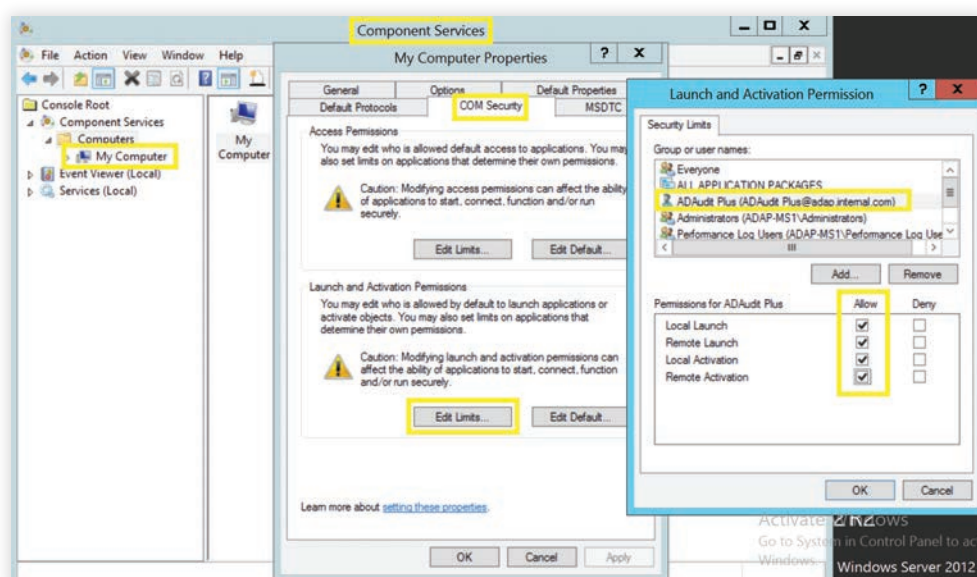 Component Services
File Action View Window Help
Console Root
Component Services
Computers
My Computer
Event Viewer (Local)
Services (Local)
My
Computer
My Computer Properties
? x
General Options Default Properties
Default Protocols COM Security MSDTC
Access Permissions
You may edit who is allowed default access to applications. You may
also set limits on applications that determine their own permissions.
Caution: Modifying access permissions can affect the ability
of applications to start, connect, function and/or run
securely.
Edit Limits... Edit Default...
Launch and Activation Permissions
You may edit who is allowed by default to launch applications or
activate objects. You may also set limits on applications that
determine their own permissions.
Caution: Modifying launch and activation permissions can
affect the ability of applications to start, connect, function
and/or run securely.
Edit Limits... Edit Default...
Learn more about setting these properties.
OK Cancel Apply
Launch and Activation Permission
? x
Security Limits
Group or user names:
Everyone
ALL APPLICATION PACKAGES
ADAudit Plus (ADAudit Plus@adap.internal.com)
Administrators (ADAP-MS1\Administrators)
Performance Log Users (ADAP-MS1\Performance Log Use
Add... Remove
Permissions for ADAudit Plus Allow Deny
Local Launch
Remote Launch
Local Activation
Remote Activation
OK Cancel
Activate Windows
Go to System in Control Panel to ac
Windows.
Windows Server 2012